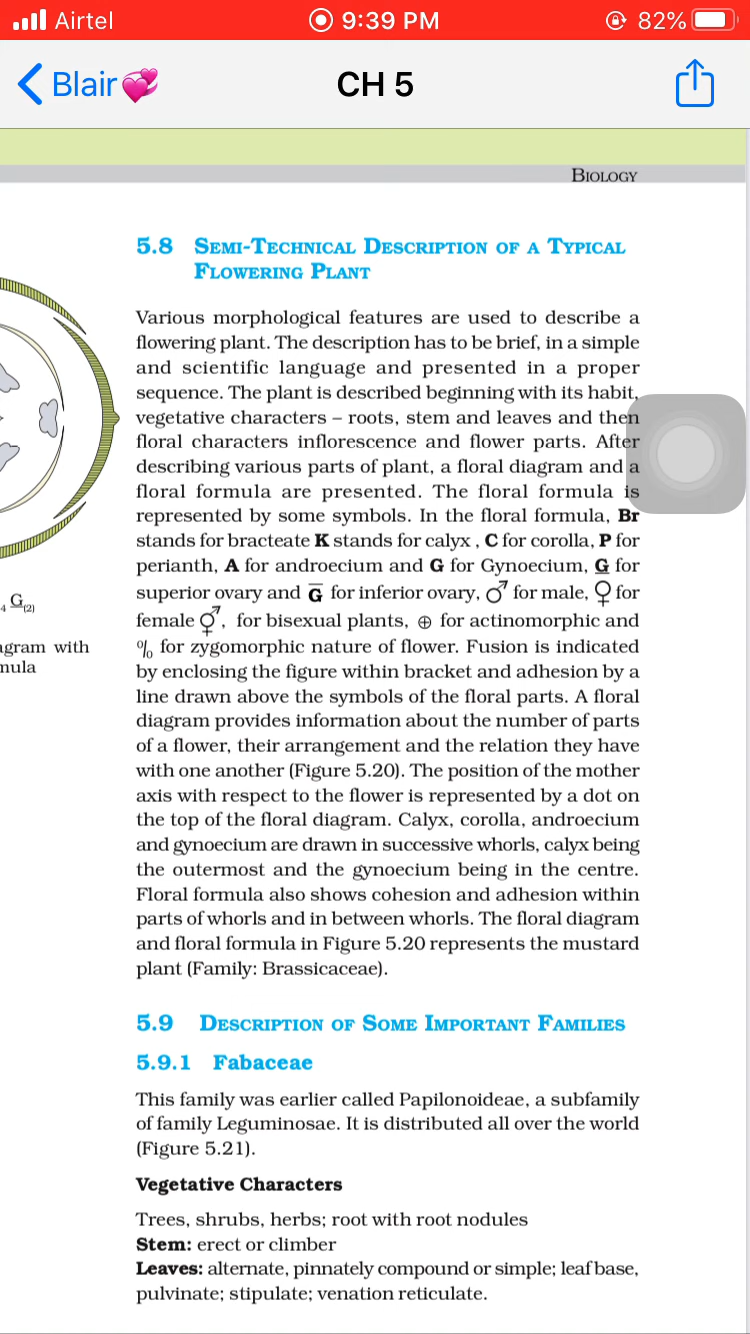 Airtel
9:39 PM
82%
Blair💞
CH 5
BIOLOGY
5.8 SEMI-TECHNICAL DESCRIPTION OF A TYPICAL
FLOWERING PLANT
Various morphological features are used to describe a
flowering plant. The description has to be brief, in a simple
and scientific language and presented in a proper
sequence. The plant is described beginning with its habit,
vegetative characters – roots, stem and leaves and then
floral characters inflorescence and flower parts. After
describing various parts of plant, a floral diagram and a
floral formula are presented. The floral formula is
represented by some symbols. In the floral formula, Br
stands for bracteate K stands for calyx , C for corolla, P for
perianth, A for androecium and G for Gynoecium, G̲ for
superior ovary and G̅ for inferior ovary, ♂ for male, ♀ for
female ⚥, for bisexual plants, ⊕ for actinomorphic and
% for zygomorphic nature of flower. Fusion is indicated
by enclosing the figure within bracket and adhesion by a
line drawn above the symbols of the floral parts. A floral
diagram provides information about the number of parts
of a flower, their arrangement and the relation they have
with one another (Figure 5.20). The position of the mother
axis with respect to the flower is represented by a dot on
the top of the floral diagram. Calyx, corolla, androecium
and gynoecium are drawn in successive whorls, calyx being
the outermost and the gynoecium being in the centre.
Floral formula also shows cohesion and adhesion within
parts of whorls and in between whorls. The floral diagram
and floral formula in Figure 5.20 represents the mustard
plant (Family: Brassicaceae).
4 G̲(2)
agram with
mula
5.9 DESCRIPTION OF SOME IMPORTANT FAMILIES
5.9.1 Fabaceae
This family was earlier called Papilonoideae, a subfamily
of family Leguminosae. It is distributed all over the world
(Figure 5.21).
Vegetative Characters
Trees, shrubs, herbs; root with root nodules
Stem: erect or climber
Leaves: alternate, pinnately compound or simple; leaf base,
pulvinate; stipulate; venation reticulate.